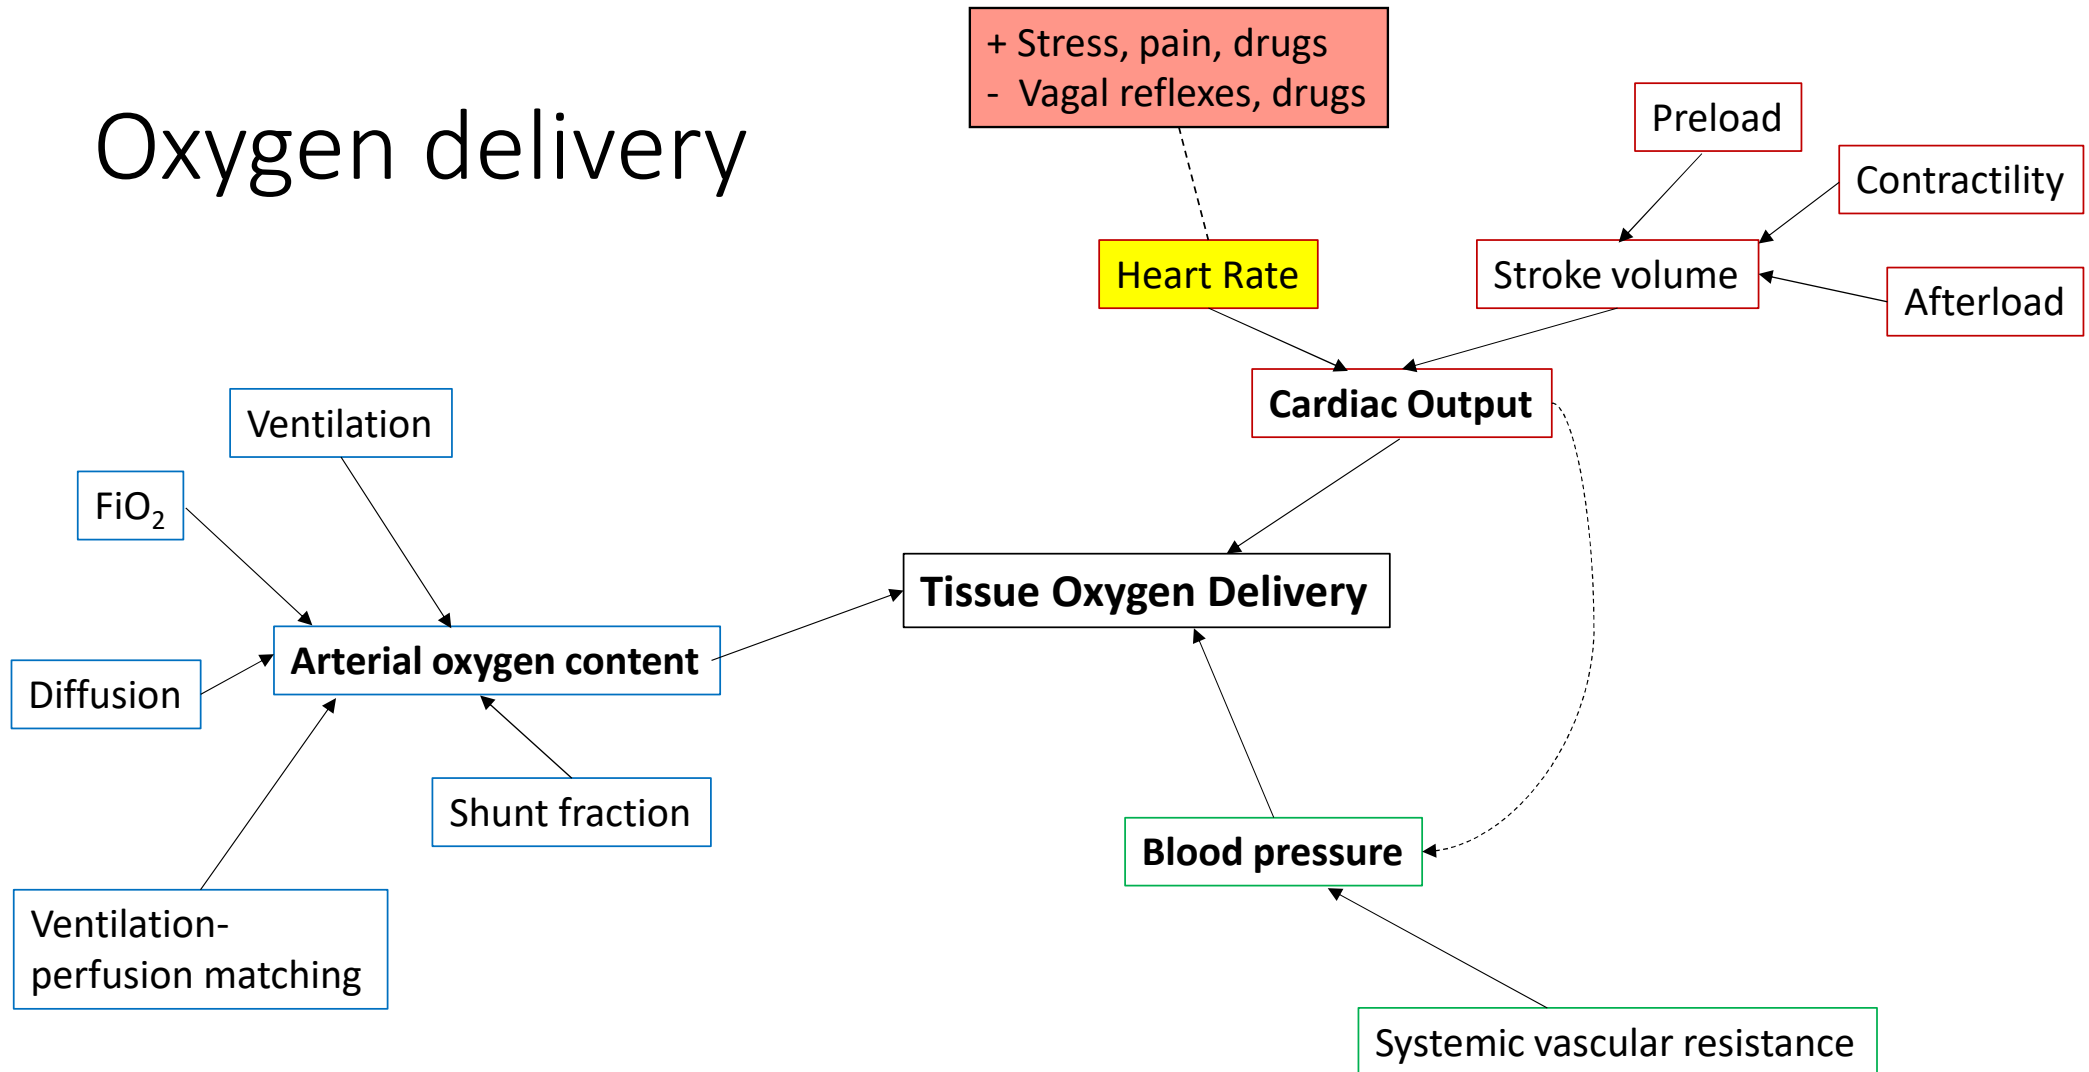 Oxygen delivery
+ Stress, pain, drugs
- Vagal reflexes, drugs
Preload
Contractility
Heart Rate
Stroke volume
Afterload
Cardiac Output
Ventilation
FiO₂
Tissue Oxygen Delivery
Arterial oxygen content
Diffusion
Shunt fraction
Blood pressure
Ventilation-
perfusion matching
Systemic vascular resistance